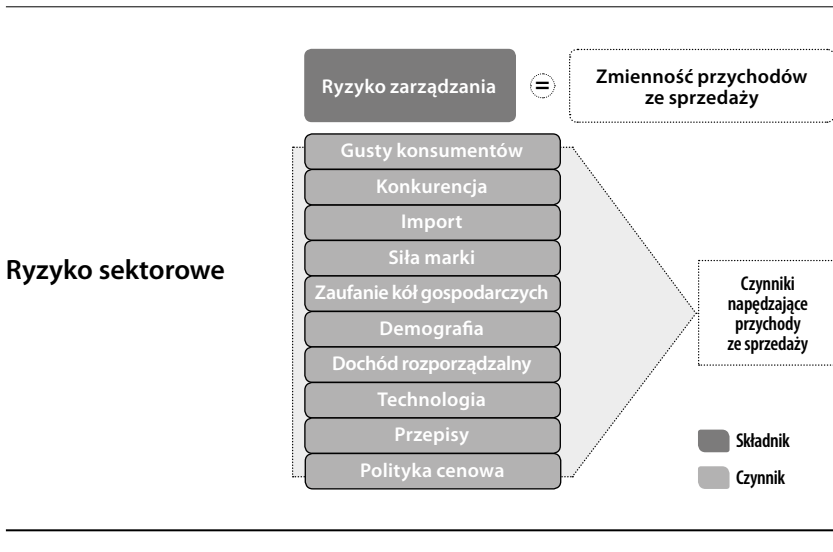 Ryzyko zarządzania
=
Zmienność przychodów
ze sprzedaży
Ryzyko sektorowe
Gusty konsumentów
Konkurencja
Import
Siła marki
Zaufanie kół gospodarczych
Demografia
Dochód rozporządzalny
Technologia
Przepisy
Polityka cenowa
Czynniki
napędzające
przychody
ze sprzedaży
Składnik
Czynnik